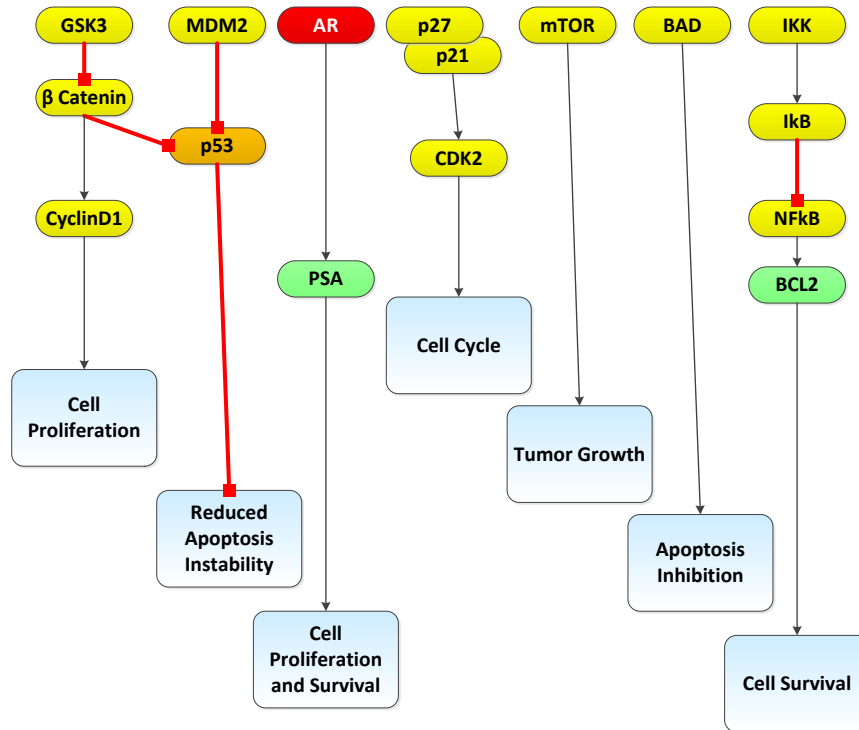 GSK3
MDM2
AR
p27
p21
mTOR
BAD
IKK
β Catenin
p53
CDK2
IkB
CyclinD1
NFkB
PSA
BCL2
Cell Cycle
Cell
Proliferation
Tumor Growth
Reduced
Apoptosis
Instability
Apoptosis
Inhibition
Cell
Proliferation
and Survival
Cell Survival